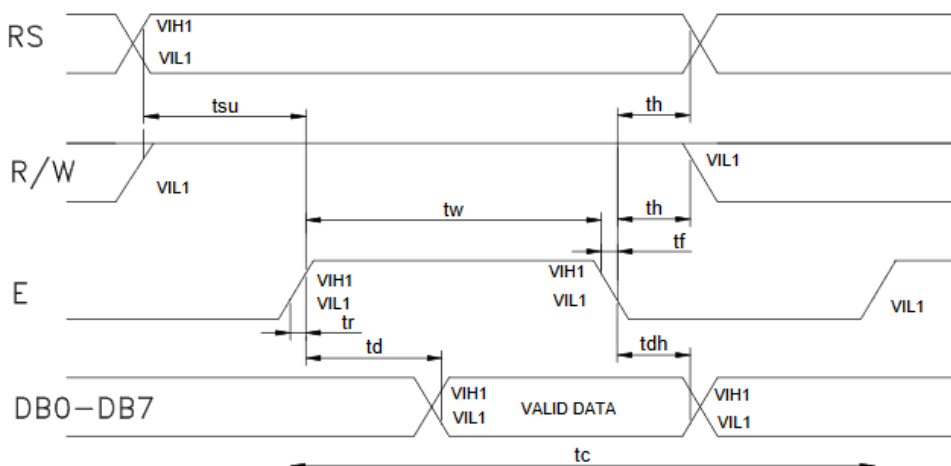 RS
VIH1
VIL1
tsu
th
R/W
VIL1
VIL1
tw
th
tf
E
VIH1
VIL1
VIH1
VIL1
VIL1
tr
td
tdh
DB0-DB7
VIH1
VIL1
VALID DATA
VIH1
VIL1
tc